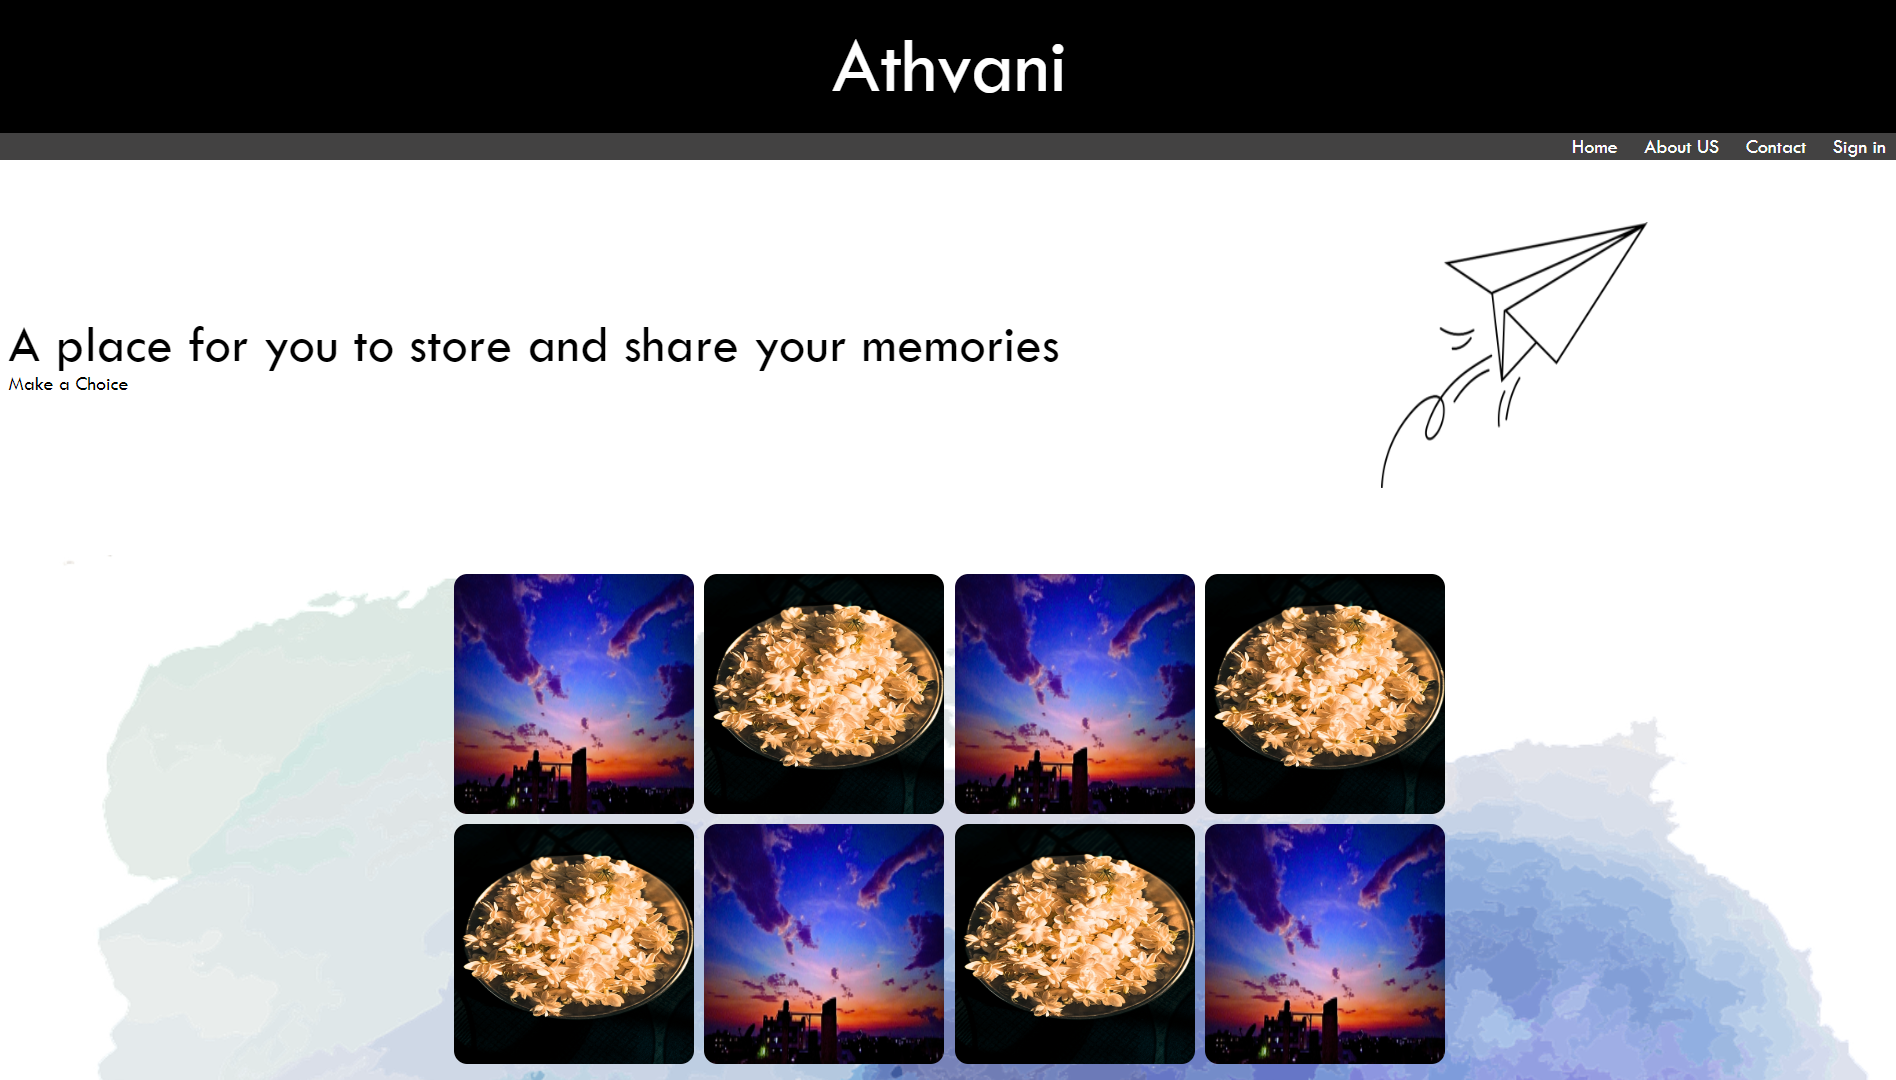 Athvani
Home About US Contact Sign in
A place for you to store and share your memories
Make a Choice